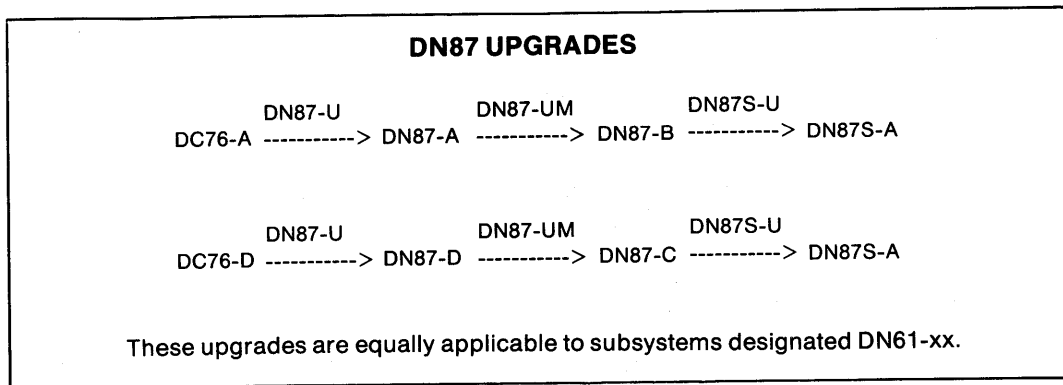 DN87 UPGRADES
DN87-U DN87-UM DN87S-U
DC76-A -----------> DN87-A -----------> DN87-B -----------> DN87S-A
DN87-U DN87-UM DN87S-U
DC76-D -----------> DN87-D -----------> DN87-C -----------> DN87S-A
These upgrades are equally applicable to subsystems designated DN61-xx.